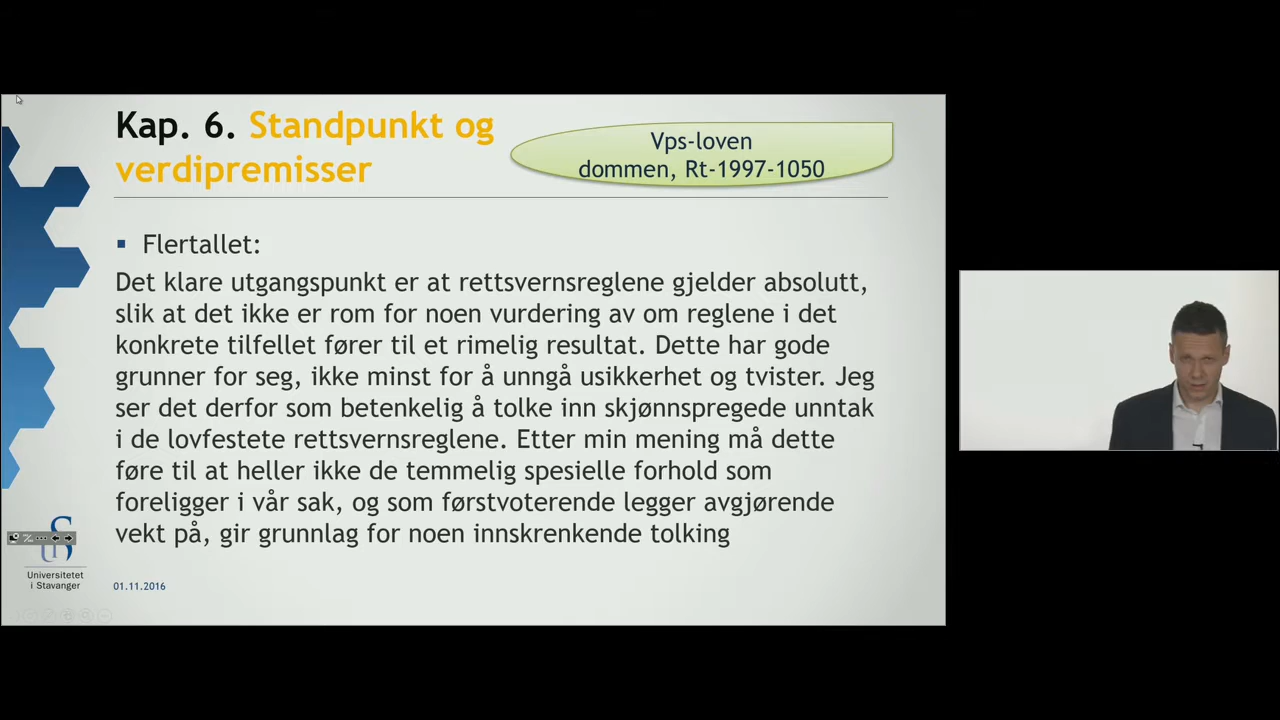 Kap. 6. Standpunkt og
verdipremisser
Vps-loven
dommen, Rt-1997-1050
▪ Flertallet:
Det klare utgangspunkt er at rettsvernsreglene gjelder absolutt,
slik at det ikke er rom for noen vurdering av om reglene i det
konkrete tilfellet fører til et rimelig resultat. Dette har gode
grunner for seg, ikke minst for å unngå usikkerhet og tvister. Jeg
ser det derfor som betenkelig å tolke inn skjønnspregede unntak
i de lovfestete rettsvernsreglene. Etter min mening må dette
føre til at heller ikke de temmelig spesielle forhold som
foreligger i vår sak, og som førstvoterende legger avgjørende
vekt på, gir grunnlag for noen innskrenkende tolking
Universitetet
i Stavanger
01.11.2016